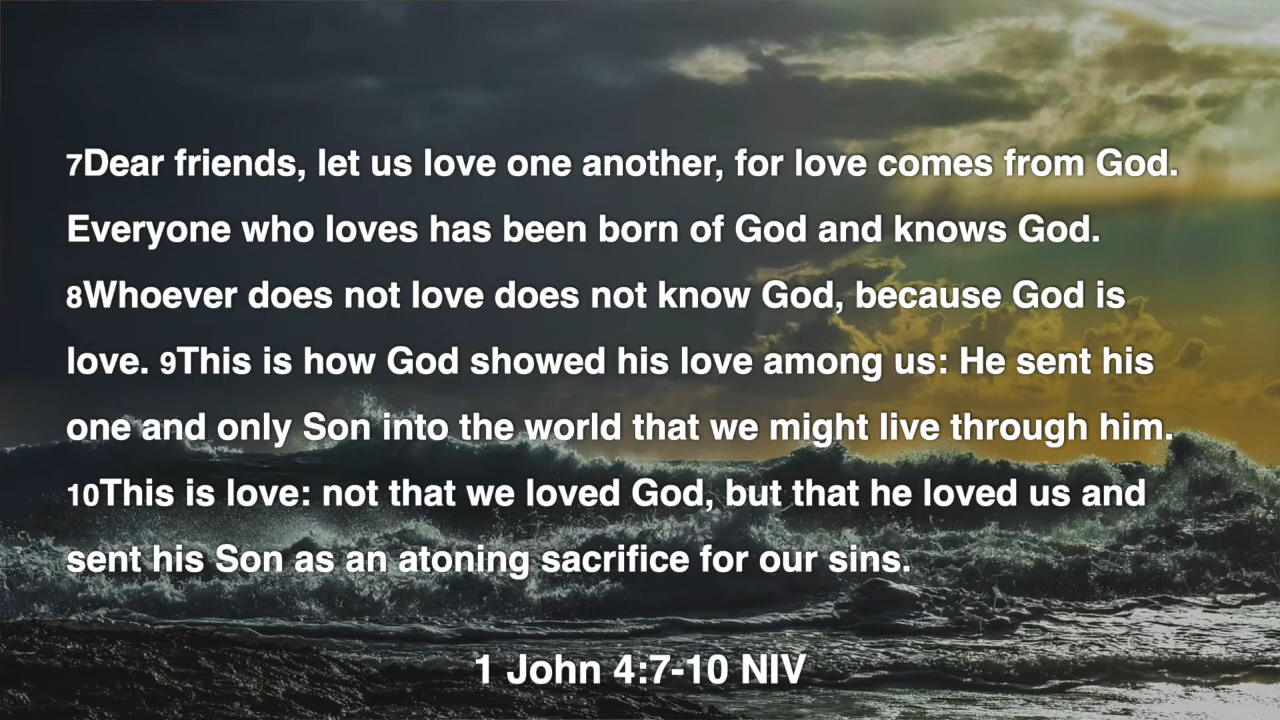 7Dear friends, let us love one another, for love comes from God.
Everyone who loves has been born of God and knows God.
8Whoever does not love does not know God, because God is
love. 9This is how God showed his love among us: He sent his
one and only Son into the world that we might live through him.
10This is love: not that we loved God, but that he loved us and
sent his Son as an atoning sacrifice for our sins.
1 John 4:7-10 NIV